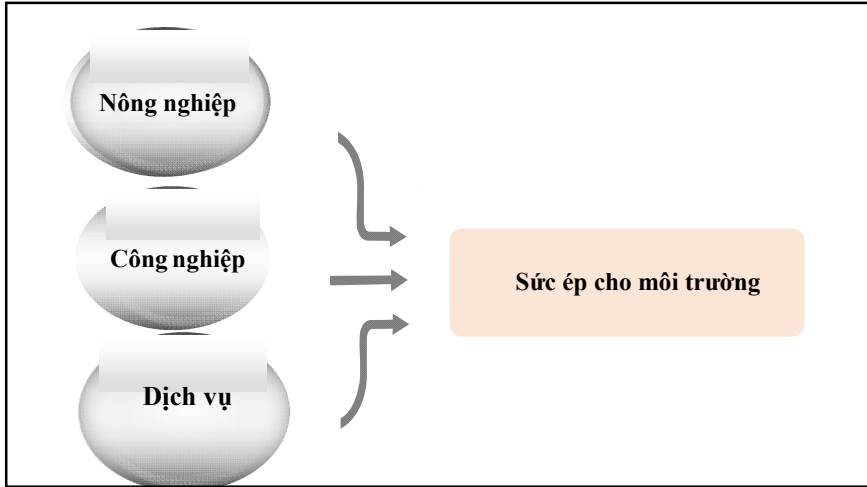 Nông nghiệp
Công nghiệp
Sức ép cho môi trường
Dịch vụ